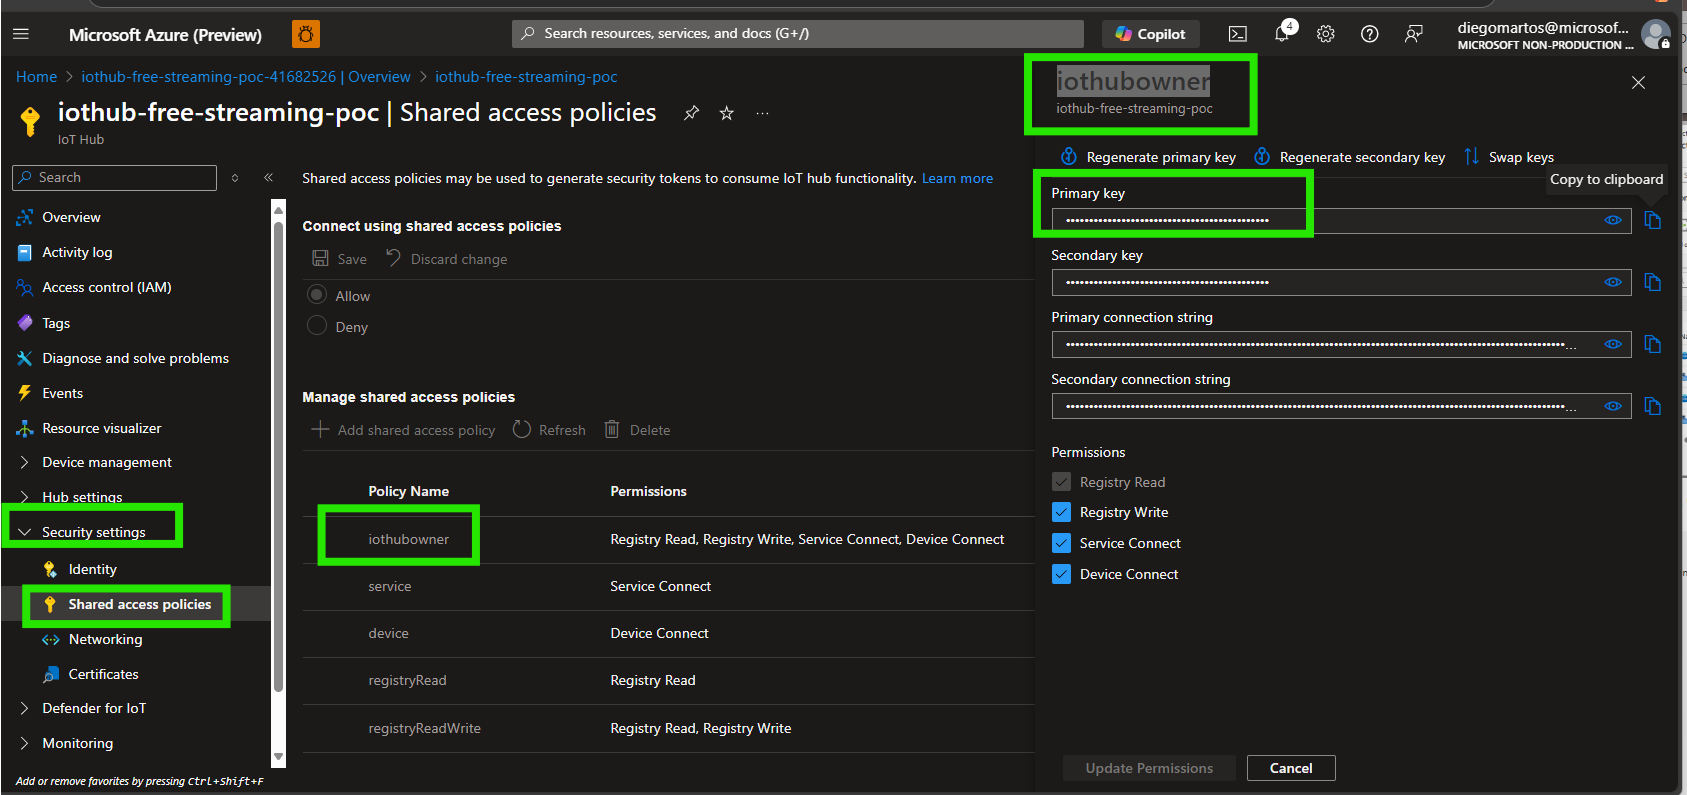 Microsoft Azure (Preview)
Search resources, services, and docs (G+/)
Copilot
4
diegomartos@microsof...
MICROSOFT NON-PRODUCTION ...
Home > iothub-free-streaming-poc-41682526 | Overview > iothub-free-streaming-poc
iothub-free-streaming-poc | Shared access policies
IoT Hub
Search
Overview
Activity log
Access control (IAM)
Tags
Diagnose and solve problems
Events
Resource visualizer
Device management
Hub settings
Security settings
Identity
Shared access policies
Networking
Certificates
Defender for IoT
Monitoring
Add or remove favorites by pressing Ctrl+Shift+F
Shared access policies may be used to generate security tokens to consume IoT hub functionality. Learn more
Connect using shared access policies
Save Discard change
Allow
Deny
Manage shared access policies
Add shared access policy Refresh Delete
Policy Name Permissions
iothubowner Registry Read, Registry Write, Service Connect, Device Connect
service Service Connect
device Device Connect
registryRead Registry Read
registryReadWrite Registry Read, Registry Write
iothubowner
iothub-free-streaming-poc
Regenerate primary key Regenerate secondary key Swap keys
Copy to clipboard
Primary key
Secondary key
Primary connection string
Secondary connection string
Permissions
Registry Read
Registry Write
Service Connect
Device Connect
Update Permissions Cancel